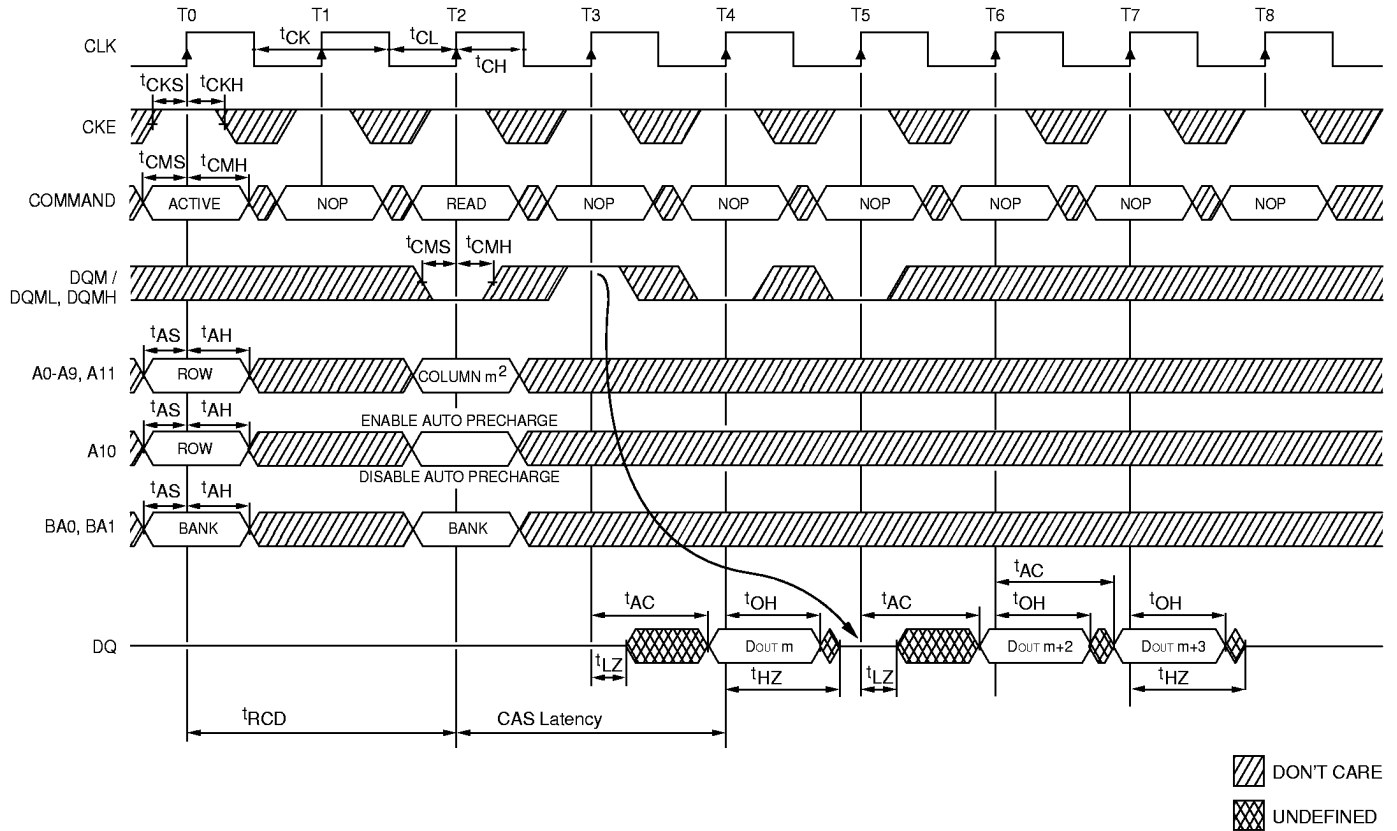 T0 T1 T2 T3 T4 T5 T6 T7 T8
CLK
tCK tCL tCH
tCKS tCKH
CKE
tCMS tCMH
COMMAND ACTIVE NOP READ NOP NOP NOP NOP NOP NOP
tCMS tCMH
DQM /
DQML, DQMH
tAS tAH
A0-A9, A11 ROW COLUMN m2
tAS tAH ENABLE AUTO PRECHARGE
A10 ROW
DISABLE AUTO PRECHARGE
tAS tAH
BA0, BA1 BANK BANK
tAC
tAC tOH tAC tOH tOH
DQ DOUT m DOUT m+2 DOUT m+3
tLZ tHZ tLZ tHZ
tRCD CAS Latency
DON'T CARE
UNDEFINED